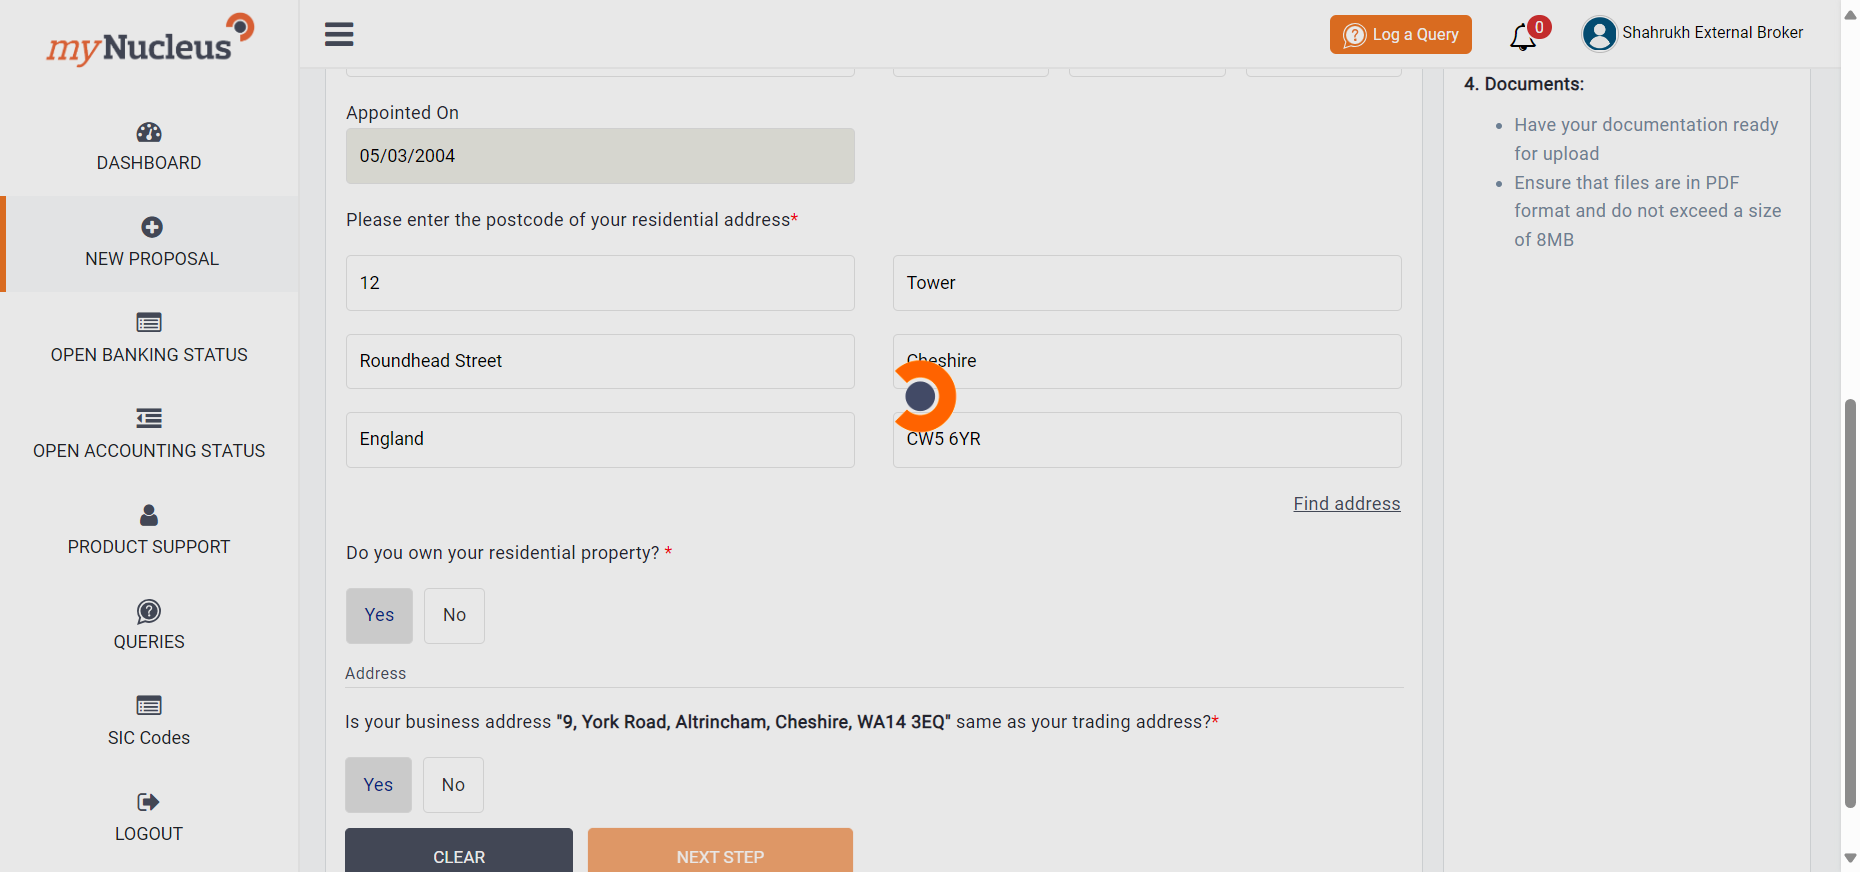 myNucleus
Log a Query
0
Shahrukh External Broker
DASHBOARD
NEW PROPOSAL
OPEN BANKING STATUS
OPEN ACCOUNTING STATUS
PRODUCT SUPPORT
QUERIES
SIC Codes
LOGOUT
Appointed On
05/03/2004
Please enter the postcode of your residential address*
12
Tower
Roundhead Street
Cheshire
England
CW5 6YR
Find address
Do you own your residential property? *
Yes
No
Address
Is your business address "9, York Road, Altrincham, Cheshire, WA14 3EQ" same as your trading address?*
Yes
No
CLEAR
NEXT STEP
4. Documents:
• Have your documentation ready
for upload
• Ensure that files are in PDF
format and do not exceed a size
of 8MB